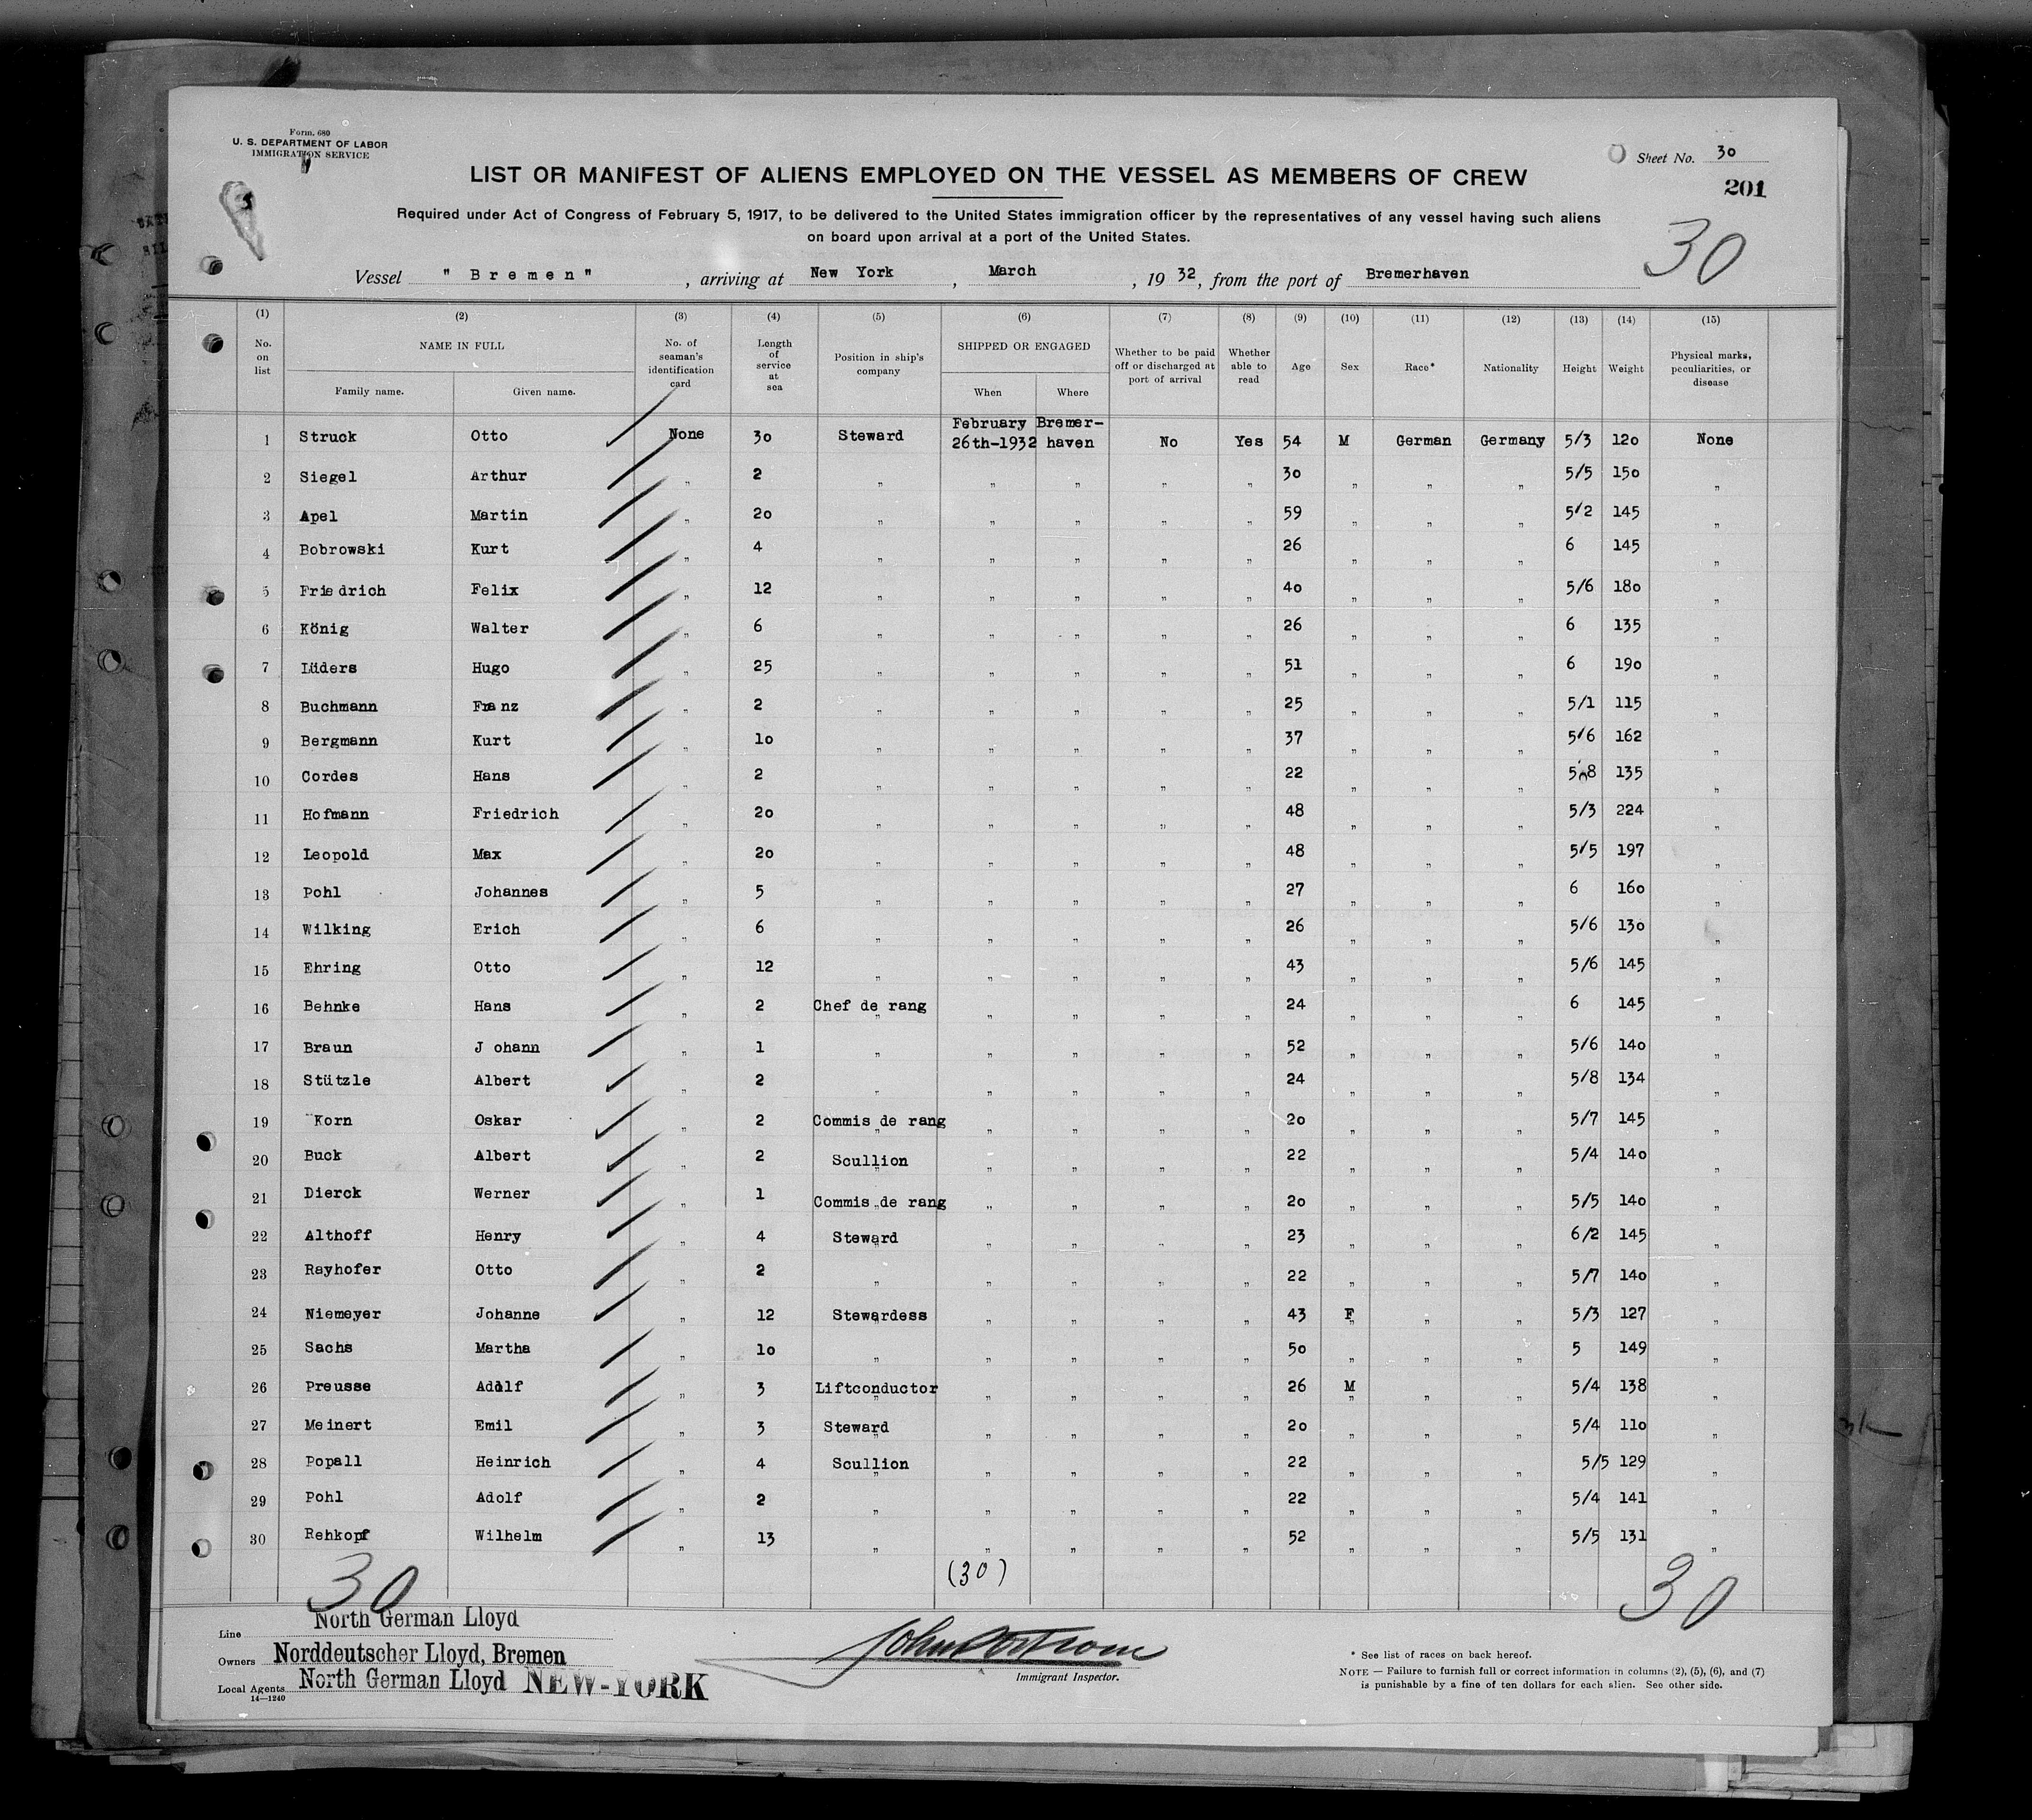 Form. 680
U. S. DEPARTMENT OF LABOR
IMMIGRATION SERVICE
Sheet No. 30
201
LIST OR MANIFEST OF ALIENS EMPLOYED ON THE VESSEL AS MEMBERS OF CREW
Required under Act of Congress of February 5, 1917, to be delivered to the United States immigration officer by the representatives of any vessel having such aliens
on board upon arrival at a port of the United States.
30
Vessel "Bremen", arriving at New York, March, 1932, from the port of Bremerhaven
(1) (2) (3) (4) (5) (6) (7) (8) (9) (10) (11) (12) (13) (14) (15)
No. on list NAME IN FULL Family name. Given name. No. of seaman's identification card Length of service at sea Position in ship's company SHIPPED OR ENGAGED When Where Whether to be paid off or discharged at port of arrival Whether able to read Age Sex Race* Nationality Height Weight Physical marks, peculiarities, or disease
1 Struck Otto None 30 Steward February 26th-1932 Bremer-haven No Yes 54 M German Germany 5/3 120 None
2 Siegel Arthur " 2 " " " " " 30 " " " 5/5 150 "
3 Apel Martin " 20 " " " " " 59 " " " 5/2 145 "
4 Bobrowski Kurt " 4 " " " " " 26 " " " 6 145 "
5 Friedrich Felix " 12 " " " " " 40 " " " 5/6 180 "
6 König Walter " 6 " " " " " 26 " " " 6 135 "
7 Lüders Hugo " 25 " " " " " 51 " " " 6 190 "
8 Buchmann Franz " 2 " " " " " 25 " " " 5/1 115 "
9 Bergmann Kurt " 10 " " " " " 37 " " " 5/6 162 "
10 Cordes Hans " 2 " " " " " 22 " " " 5/8 135 "
11 Hofmann Friedrich " 20 " " " " " 48 " " " 5/3 224 "
12 Leopold Max " 20 " " " " " 48 " " " 5/5 197 "
13 Pohl Johannes " 5 " " " " " 27 " " " 6 160 "
14 Wilking Erich " 6 " " " " " 26 " " " 5/6 130 "
15 Ehring Otto " 12 " " " " " 43 " " " 5/6 145 "
16 Behnke Hans " 2 Chef de rang " " " " 24 " " " 6 145 "
17 Braun Johann " 1 " " " " " 52 " " " 5/6 140 "
18 Stützle Albert " 2 " " " " " 24 " " " 5/8 134 "
19 Korn Oskar " 2 Commis de rang " " " " 20 " " " 5/7 145 "
20 Buck Albert " 2 Scullion " " " " 22 " " " 5/4 140 "
21 Dierck Werner " 1 Commis de rang " " " " 20 " " " 5/5 140 "
22 Althoff Henry " 4 Steward " " " " 23 " " " 6/2 145 "
23 Rayhofer Otto " 2 " " " " " 22 " " " 5/7 140 "
24 Niemeyer Johanne " 12 Stewardess " " " " 43 F " " 5/3 127 "
25 Sachs Martha " 10 " " " " " 50 " " " 5 149 "
26 Preusse Adolf " 3 Liftconductor " " " " 26 M " " 5/4 138 "
27 Meinert Emil " 3 Steward " " " " 20 " " " 5/4 110 "
28 Popall Heinrich " 4 Scullion " " " " 22 " " " 5/5 129 "
29 Pohl Adolf " 2 " " " " " 22 " " " 5/4 141 "
30 Rehkopf Wilhelm " 13 " " " " " 52 " " " 5/5 131 "
30 (30) 30
Line North German Lloyd
Owners Norddeutscher Lloyd, Bremen
Local Agents North German Lloyd NEW-YORK
14—1240
Immigrant Inspector.
* See list of races on back hereof.
NOTE — Failure to furnish full or correct information in columns (2), (5), (6), and (7)
is punishable by a fine of ten dollars for each alien. See other side.